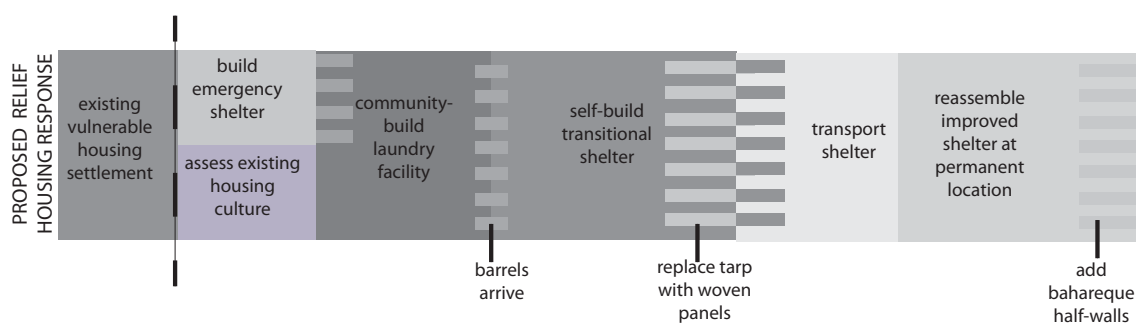 PROPOSED RELIEF
HOUSING RESPONSE
existing
vulnerable
housing
settlement
build
emergency
shelter
assess existing
housing
culture
community-
build
laundry
facility
barrels
arrive
self-build
transitional
shelter
replace tarp
with woven
panels
transport
shelter
reassemble
improved
shelter at
permanent
location
add
bahareque
half-walls